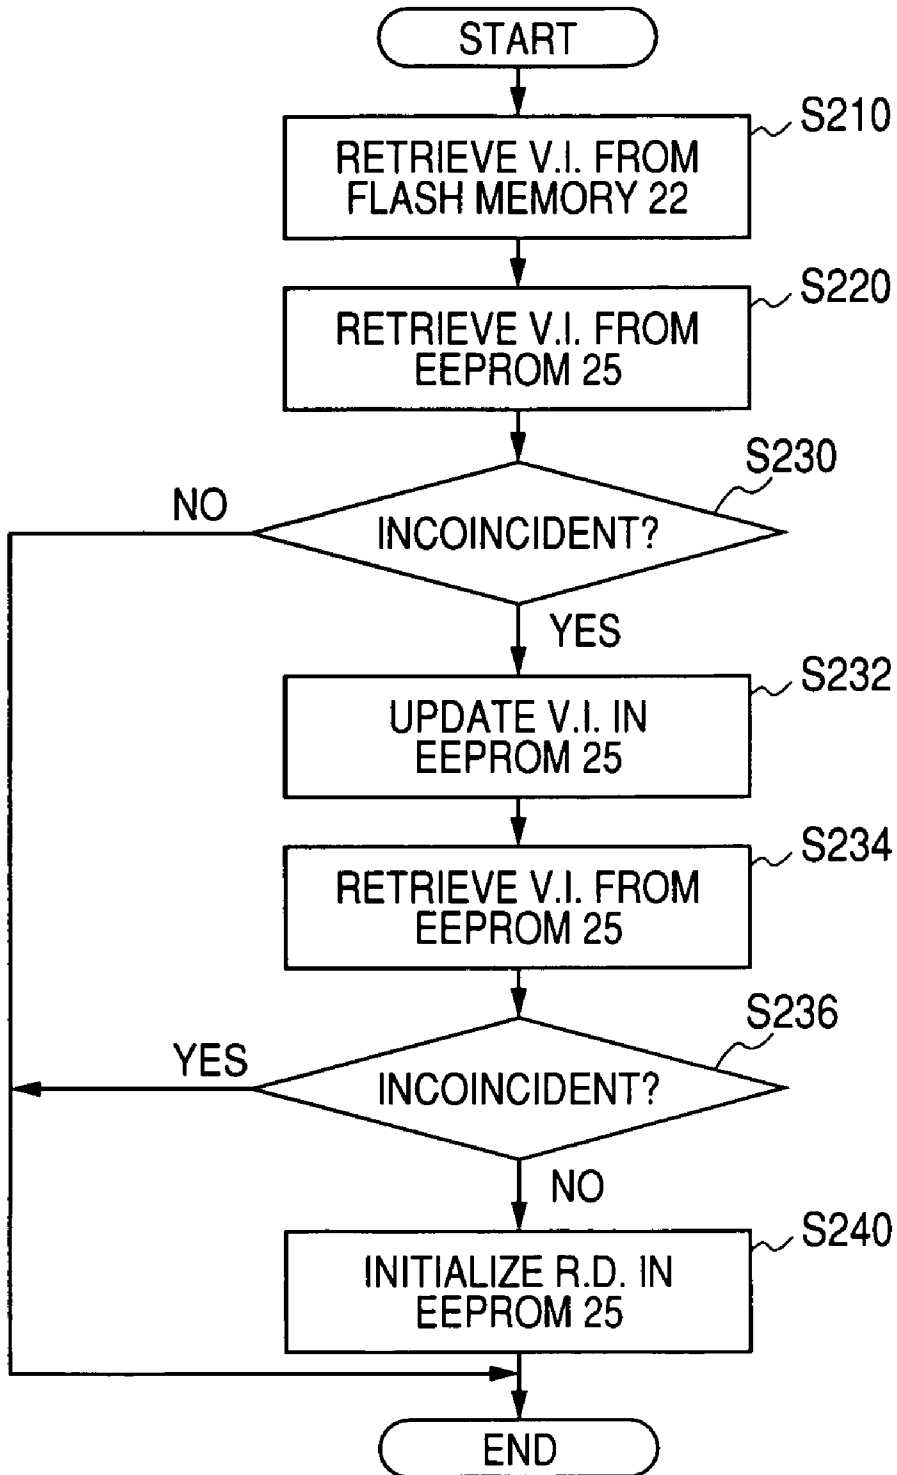 START
S210
RETRIEVE V.I. FROM
FLASH MEMORY 22
S220
RETRIEVE V.I. FROM
EEPROM 25
S230
NO
INCOINCIDENT?
YES
S232
UPDATE V.I. IN
EEPROM 25
S234
RETRIEVE V.I. FROM
EEPROM 25
S236
YES
INCOINCIDENT?
NO
S240
INITIALIZE R.D. IN
EEPROM 25
END